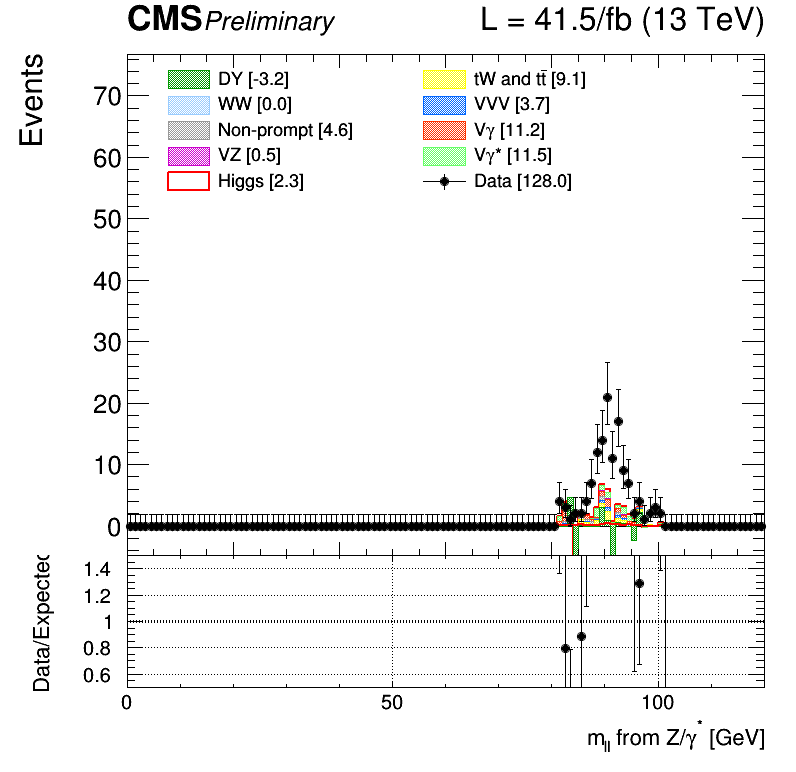 CMS Preliminary L = 41.5/fb (13 TeV)
Events
DY [-3.2]
WW [0.0]
Non-prompt [4.6]
VZ [0.5]
Higgs [2.3]
tW and tt̄ [9.1]
VVV [3.7]
Vγ [11.2]
Vγ* [11.5]
Data [128.0]
70
60
50
40
30
20
10
0
Data/Expected
1.4
1.2
1
0.8
0.6
0 50 100
m_ll from Z/γ* [GeV]